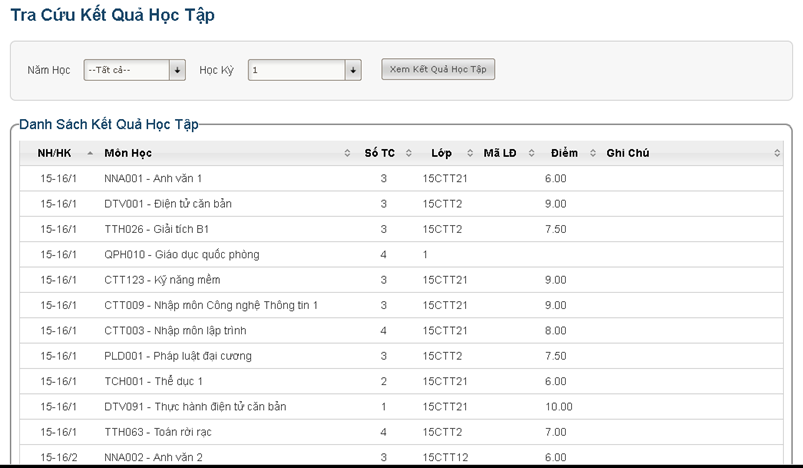 Tra Cứu Kết Quả Học Tập
Năm Học --Tất cả-- Học Kỳ 1 Xem Kết Quả Học Tập
Danh Sách Kết Quả Học Tập
NH/HK Môn Học Số TC Lớp Mã LĐ Điểm Ghi Chú
15-16/1 NNA001 - Anh văn 1 3 15CTT21 6.00
15-16/1 DTV001 - Điện tử căn bản 3 15CTT2 9.00
15-16/1 TTH026 - Giải tích B1 3 15CTT2 7.50
15-16/1 QPH010 - Giáo dục quốc phòng 4 1
15-16/1 CTT123 - Kỹ năng mềm 3 15CTT21 9.00
15-16/1 CTT009 - Nhập môn Công nghệ Thông tin 1 3 15CTT21 9.00
15-16/1 CTT003 - Nhập môn lập trình 4 15CTT21 8.00
15-16/1 PLD001 - Pháp luật đại cương 3 15CTT2 7.50
15-16/1 TCH001 - Thể dục 1 2 15CTT21 6.00
15-16/1 DTV091 - Thực hành điện tử căn bản 1 15CTT21 10.00
15-16/1 TTH063 - Toán rời rạc 4 15CTT2 7.00
15-16/2 NNA002 - Anh văn 2 3 15CTT12 6.00